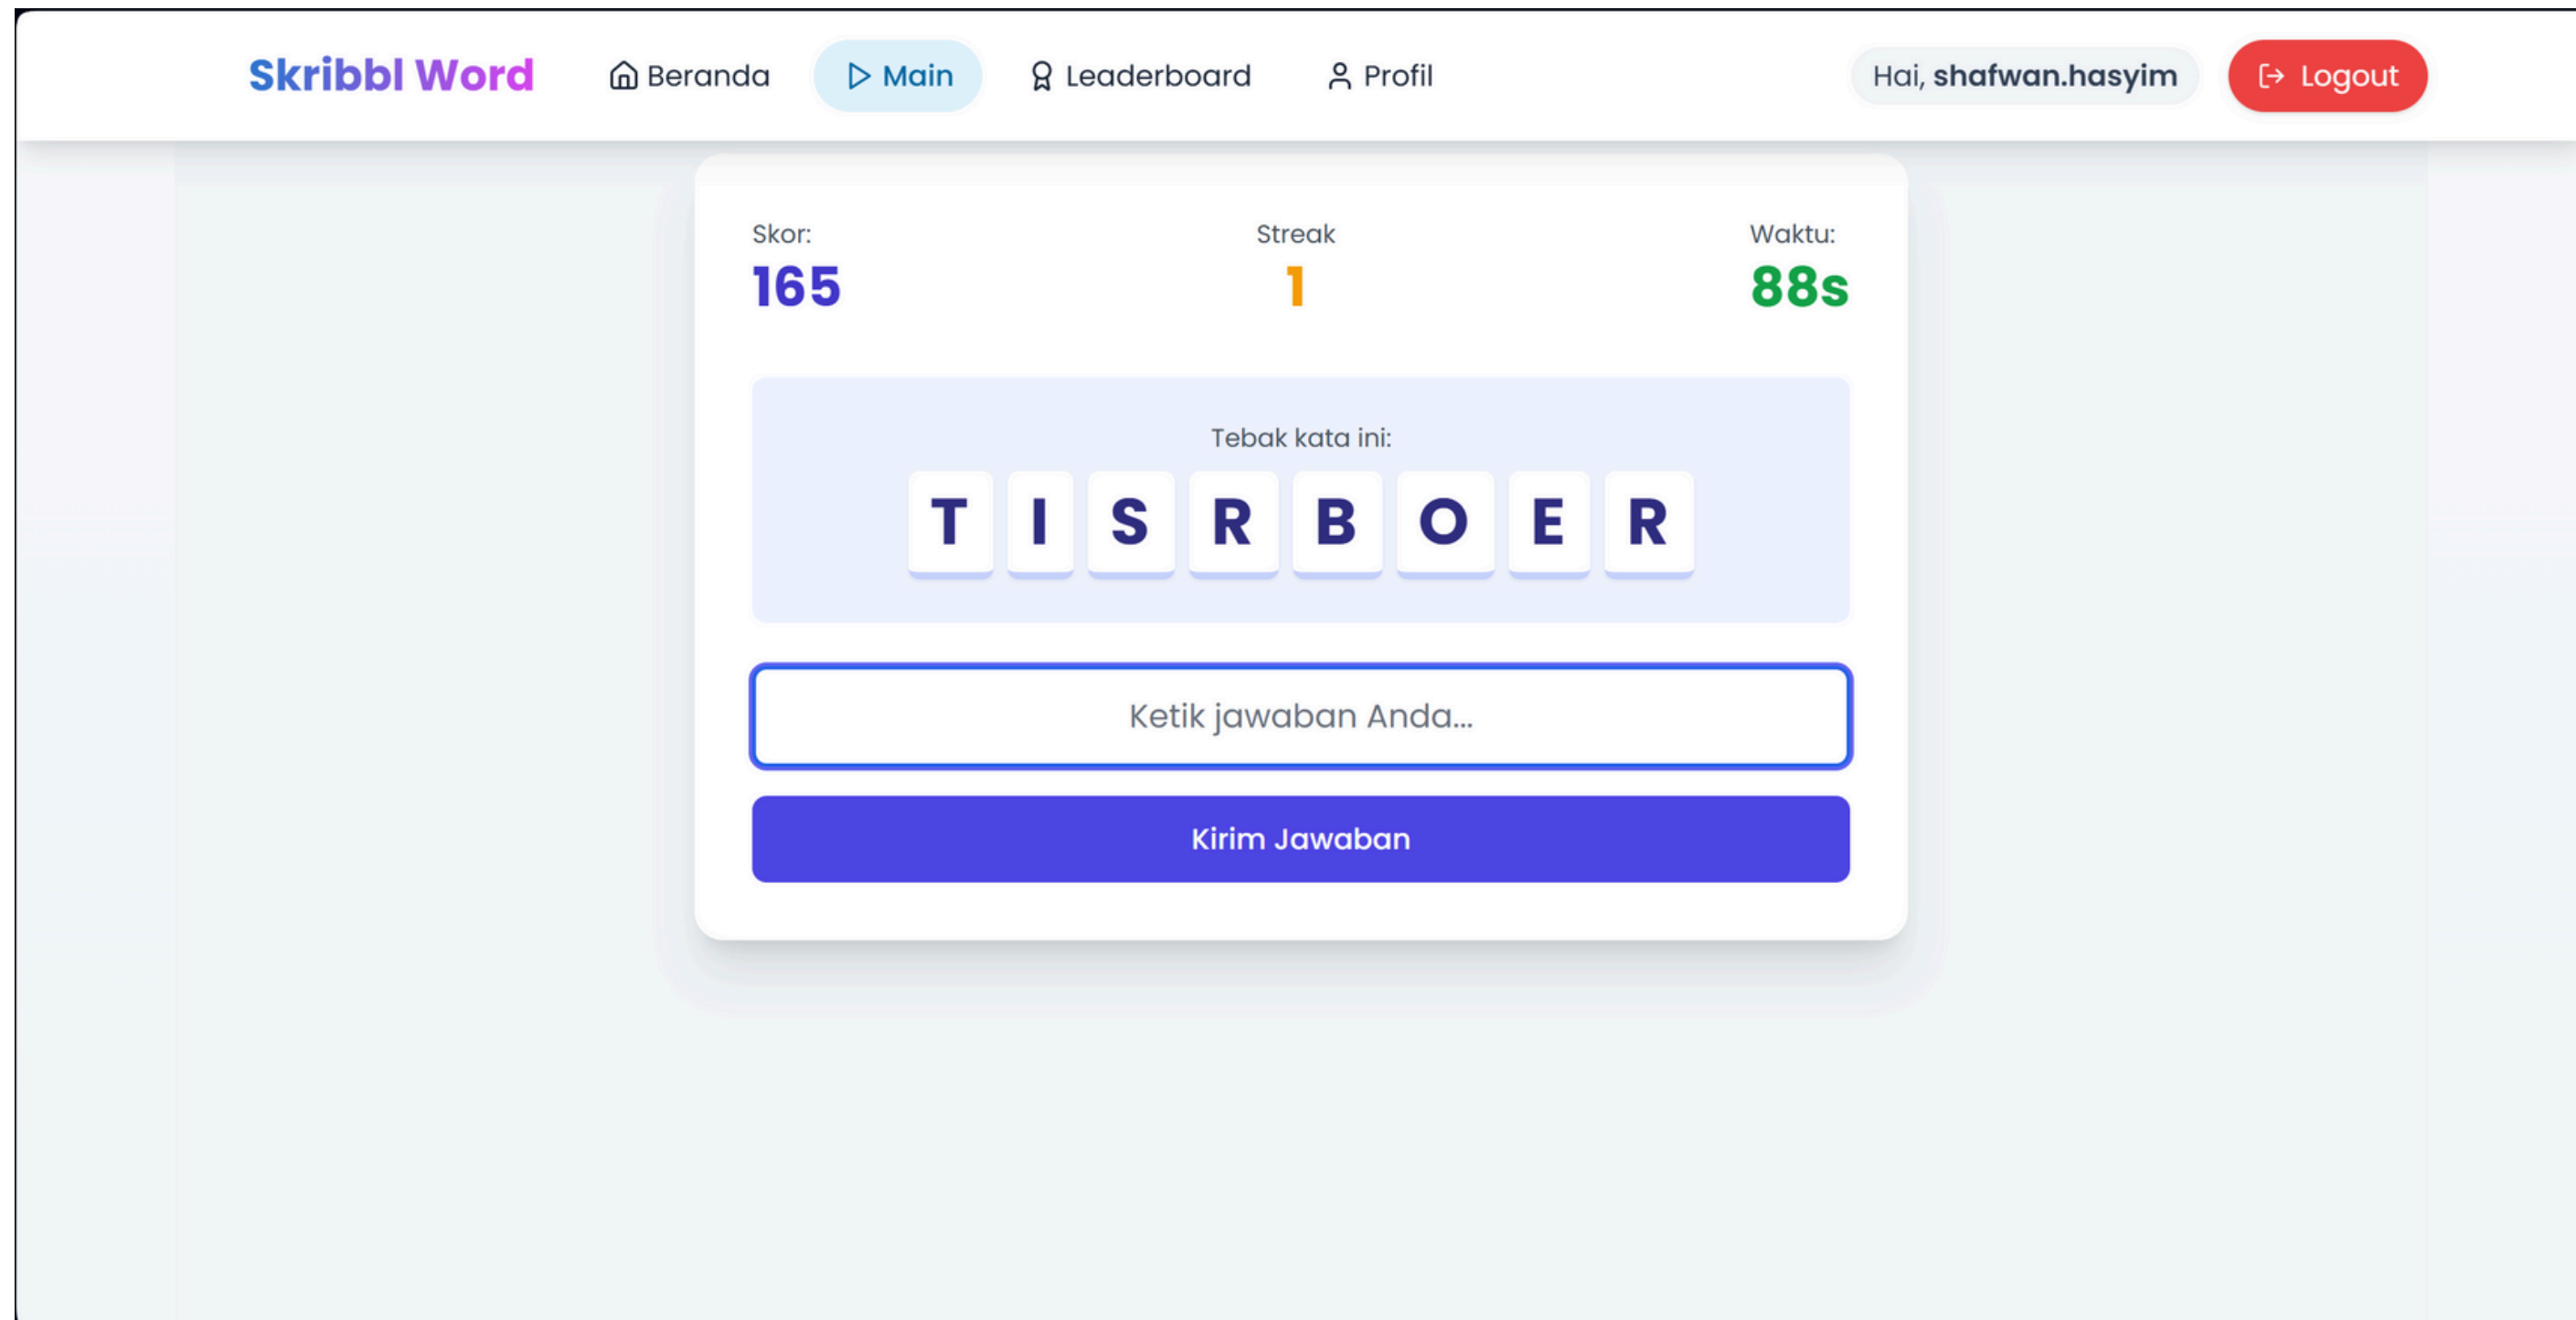 Skribbl Word Beranda Main Leaderboard Profil Hai, shafwan.hasyim Logout
Skor: Streak Waktu:
165 1 88s
Tebak kata ini:
T I S R B O E R
Ketik jawaban Anda...
Kirim Jawaban